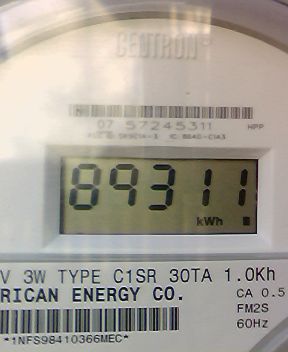 CENTRON®
07 57245311 HPP
89311
kWh
V 3W TYPE C1SR 30TA 1.0Kh
RICAN ENERGY CO. CA 0.5
FM2S
60Hz
*1NFS98410366MEC*